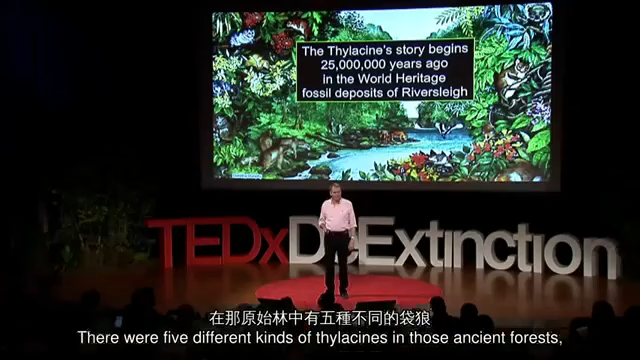 The Thylacine's story begins
25,000,000 years ago
in the World Heritage
fossil deposits of Riversleigh
TEDxDeExtinction
在那原始林中有五種不同的袋狼
There were five different kinds of thylacines in those ancient forests,